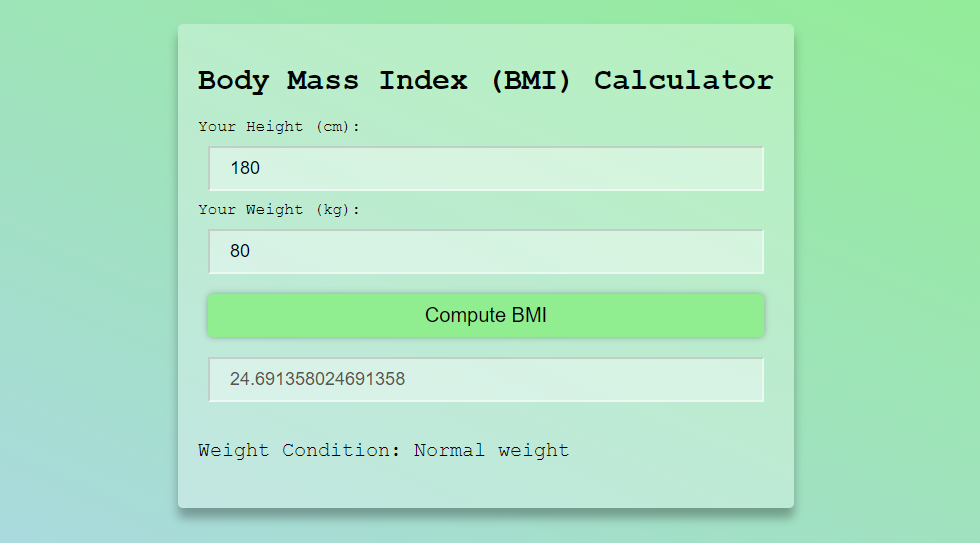 Body Mass Index (BMI) Calculator
Your Height (cm):
180
Your Weight (kg):
80
Compute BMI
24.691358024691358
Weight Condition: Normal weight